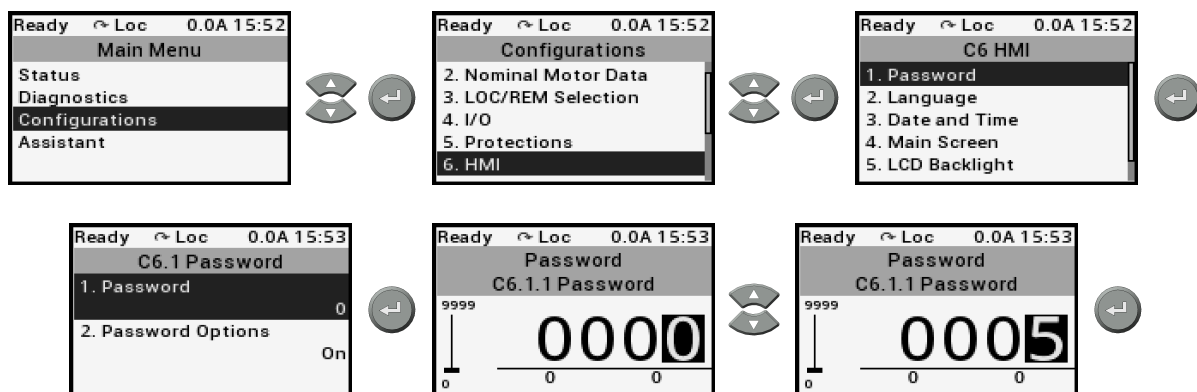 Ready Loc 0.0A 15:52
Main Menu
Status
Diagnostics
Configurations
Assistant
Ready Loc 0.0A 15:52
Configurations
2. Nominal Motor Data
3. LOC/REM Selection
4. I/O
5. Protections
6. HMI
Ready Loc 0.0A 15:52
C6 HMI
1. Password
2. Language
3. Date and Time
4. Main Screen
5. LCD Backlight
Ready Loc 0.0A 15:53
C6.1 Password
1. Password
0
2. Password Options
On
Ready Loc 0.0A 15:53
Password
C6.1.1 Password
9999
0000
0 0 0
Ready Loc 0.0A 15:53
Password
C6.1.1 Password
9999
0005
0 0 0